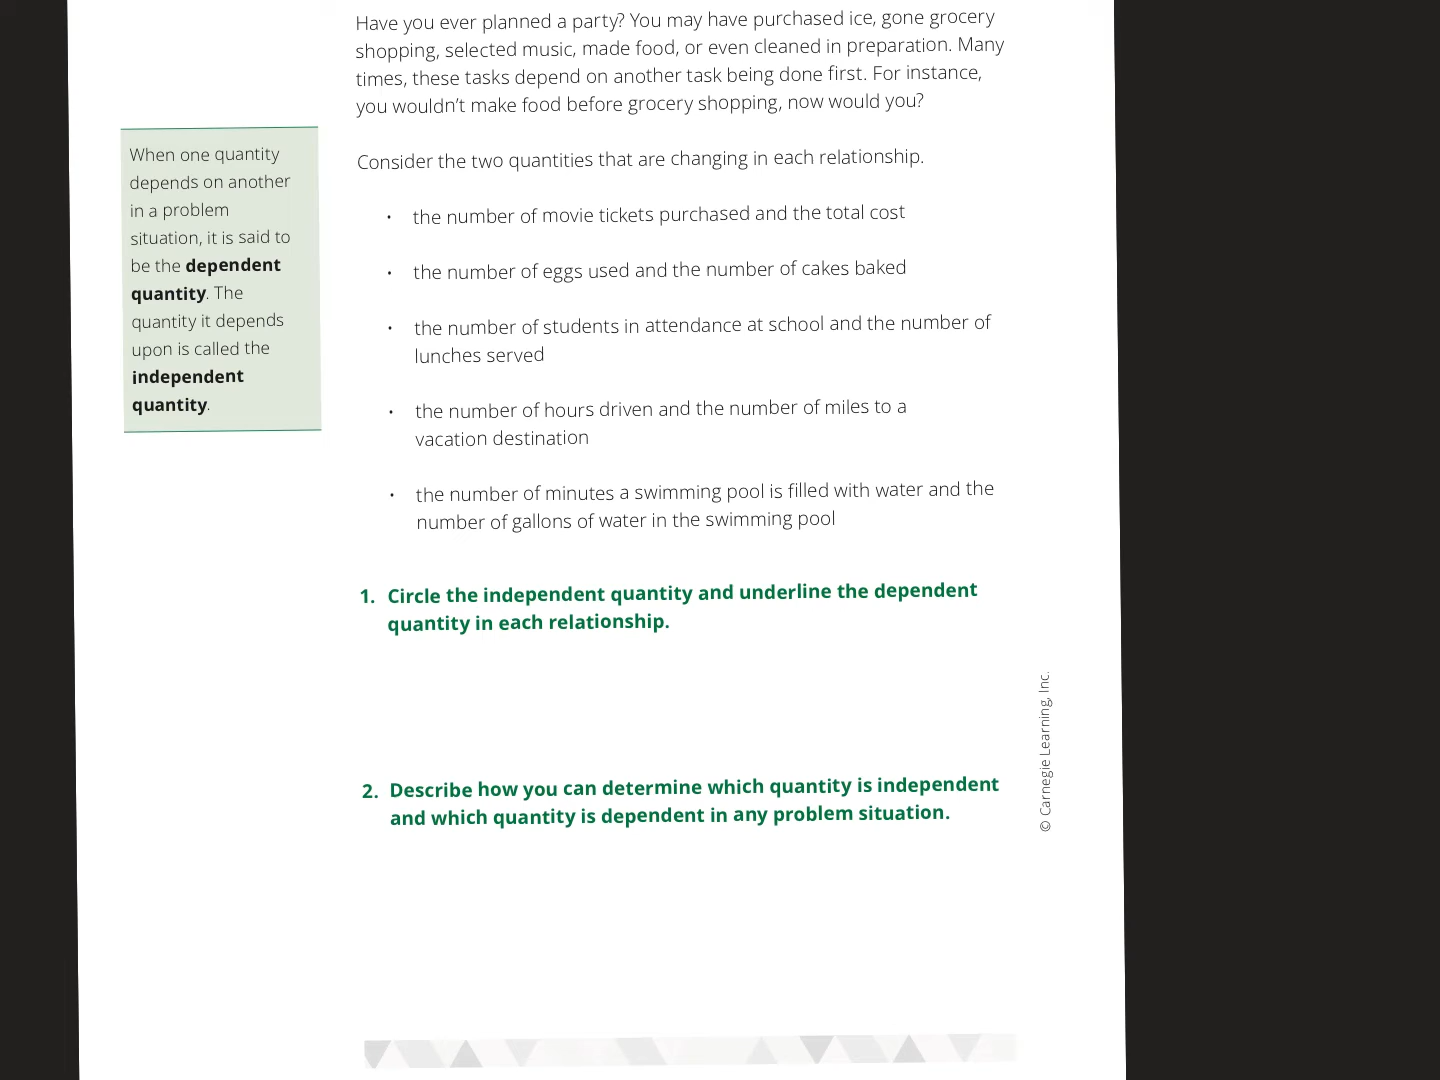 Have you ever planned a party? You may have purchased ice, gone grocery
shopping, selected music, made food, or even cleaned in preparation. Many
times, these tasks depend on another task being done first. For instance,
you wouldn’t make food before grocery shopping, now would you?
When one quantity
depends on another
in a problem
situation, it is said to
be the dependent
quantity. The
quantity it depends
upon is called the
independent
quantity.
Consider the two quantities that are changing in each relationship.
• the number of movie tickets purchased and the total cost
• the number of eggs used and the number of cakes baked
• the number of students in attendance at school and the number of
lunches served
• the number of hours driven and the number of miles to a
vacation destination
• the number of minutes a swimming pool is filled with water and the
number of gallons of water in the swimming pool
1. Circle the independent quantity and underline the dependent
quantity in each relationship.
2. Describe how you can determine which quantity is independent
and which quantity is dependent in any problem situation.
© Carnegie Learning, Inc.